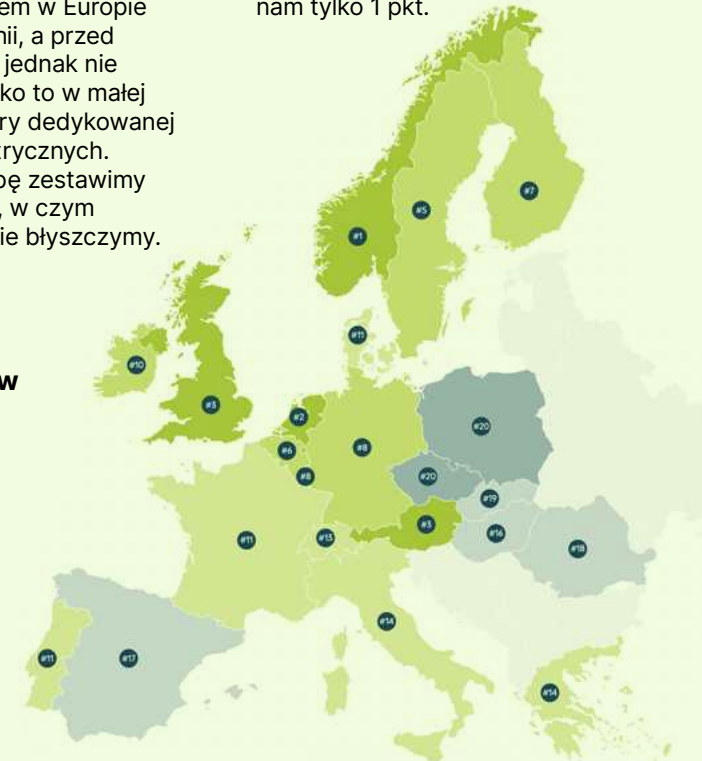 em w Europie
nii, a przed
jednak nie
ko to w małej
ry dedykowanej
trycznych.
bę zestawimy
, w czym
ie błyszczymy.
nam tylko 1 pkt.
w
#1
#5
#7
#11
#10
#3
#2
#6
#8
#8
#20
#20
#19
#3
#16
#18
#13
#11
#14
#11
#17
#14